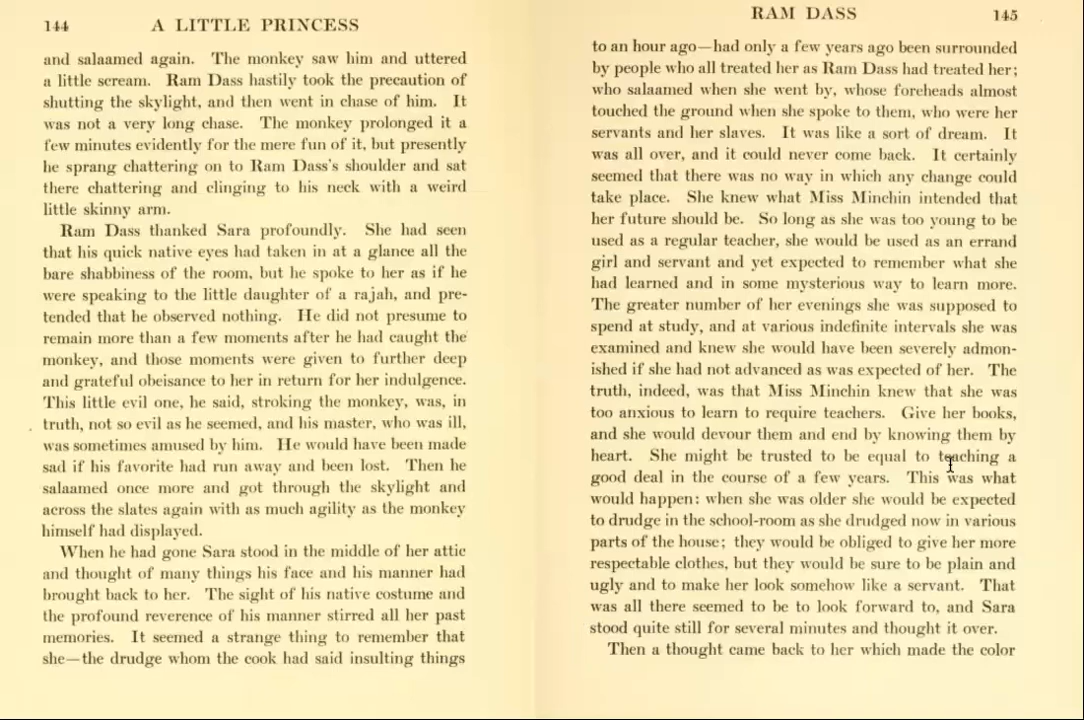 144 A LITTLE PRINCESS
and salaamed again. The monkey saw him and uttered
a little scream. Ram Dass hastily took the precaution of
shutting the skylight, and then went in chase of him. It
was not a very long chase. The monkey prolonged it a
few minutes evidently for the mere fun of it, but presently
he sprang chattering on to Ram Dass's shoulder and sat
there chattering and clinging to his neck with a weird
little skinny arm.
Ram Dass thanked Sara profoundly. She had seen
that his quick native eyes had taken in at a glance all the
bare shabbiness of the room, but he spoke to her as if he
were speaking to the little daughter of a rajah, and pre-
tended that he observed nothing. He did not presume to
remain more than a few moments after he had caught the
monkey, and those moments were given to further deep
and grateful obeisance to her in return for her indulgence.
This little evil one, he said, stroking the monkey, was, in
truth, not so evil as he seemed, and his master, who was ill,
was sometimes amused by him. He would have been made
sad if his favorite had run away and been lost. Then he
salaamed once more and got through the skylight and
across the slates again with as much agility as the monkey
himself had displayed.
When he had gone Sara stood in the middle of her attic
and thought of many things his face and his manner had
brought back to her. The sight of his native costume and
the profound reverence of his manner stirred all her past
memories. It seemed a strange thing to remember that
she—the drudge whom the cook had said insulting things
RAM DASS 145
to an hour ago—had only a few years ago been surrounded
by people who all treated her as Ram Dass had treated her;
who salaamed when she went by, whose foreheads almost
touched the ground when she spoke to them, who were her
servants and her slaves. It was like a sort of dream. It
was all over, and it could never come back. It certainly
seemed that there was no way in which any change could
take place. She knew what Miss Minchin intended that
her future should be. So long as she was too young to be
used as a regular teacher, she would be used as an errand
girl and servant and yet expected to remember what she
had learned and in some mysterious way to learn more.
The greater number of her evenings she was supposed to
spend at study, and at various indefinite intervals she was
examined and knew she would have been severely admon-
ished if she had not advanced as was expected of her. The
truth, indeed, was that Miss Minchin knew that she was
too anxious to learn to require teachers. Give her books,
and she would devour them and end by knowing them by
heart. She might be trusted to be equal to teaching a
good deal in the course of a few years. This was what
would happen: when she was older she would be expected
to drudge in the school-room as she drudged now in various
parts of the house; they would be obliged to give her more
respectable clothes, but they would be sure to be plain and
ugly and to make her look somehow like a servant. That
was all there seemed to be to look forward to, and Sara
stood quite still for several minutes and thought it over.
Then a thought came back to her which made the color